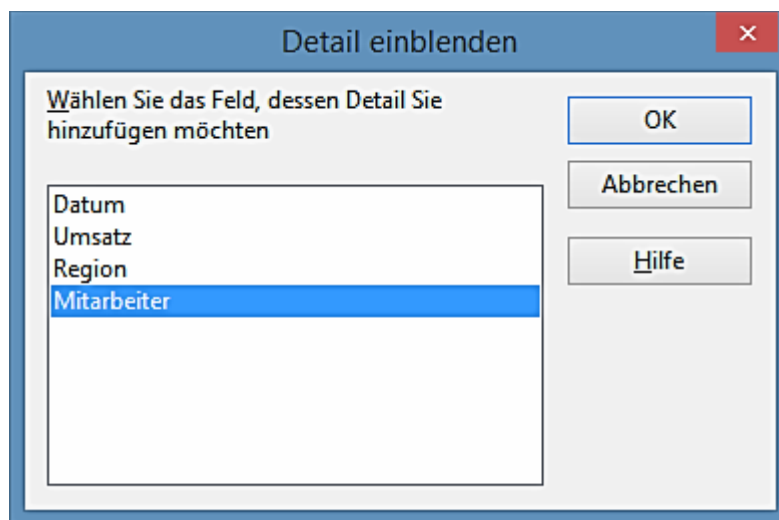 Detail einblenden
Wählen Sie das Feld, dessen Detail Sie
hinzufügen möchten
OK
Abbrechen
Hilfe
Datum
Umsatz
Region
Mitarbeiter